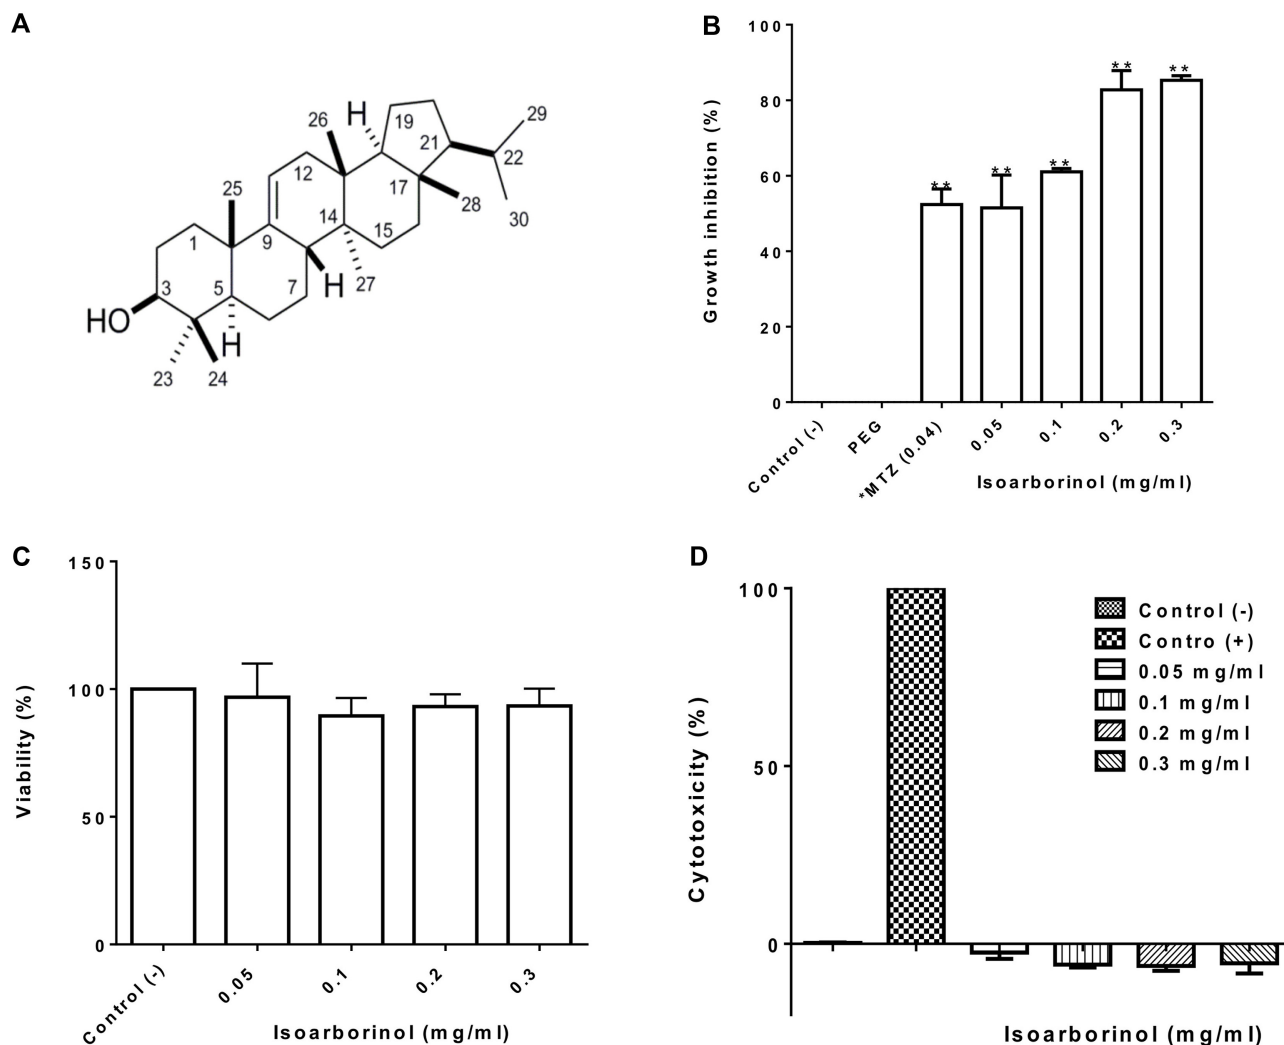 A
H
26
19
29
21
22
12
25
17
28
30
14
1
9
15
H
27
3
5
7
HO
H
23
24
B
100
80
60
40
20
0
Growth inhibition (%)
** ** ** ** **
Control (-)
PEG
*MTZ (0.04)
0.05
0.1
0.2
0.3
Isoarborinol (mg/ml)
C
150
100
50
0
Viability (%)
Control (-)
0.05
0.1
0.2
0.3
Isoarborinol (mg/ml)
D
100
50
0
Cytotoxicity (%)
Control (-)
Contro (+)
0.05 mg/ml
0.1 mg/ml
0.2 mg/ml
0.3 mg/ml
Isoarborinol (mg/ml)